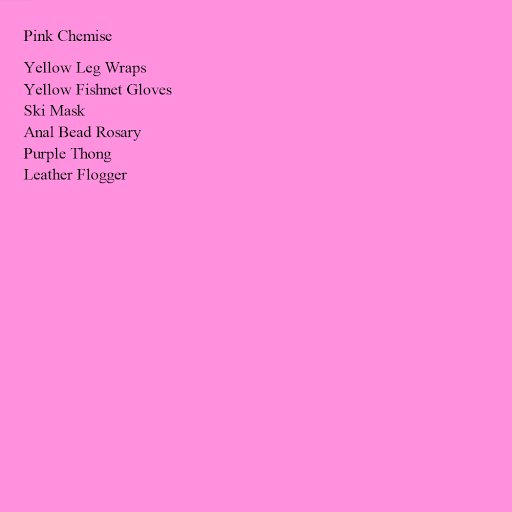 Pink Chemise
Yellow Leg Wraps
Yellow Fishnet Gloves
Ski Mask
Anal Bead Rosary
Purple Thong
Leather Flogger